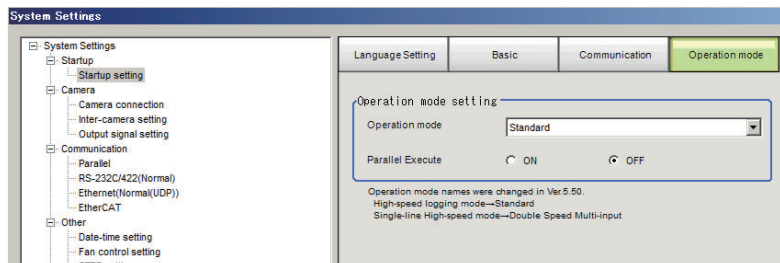 System Settings
System Settings
Startup
Startup setting
Camera
Camera connection
Inter-camera setting
Output signal setting
Communication
Parallel
RS-232C/422(Normal)
Ethernet(Normal(UDP))
EtherCAT
Other
Date-time setting
Fan control setting
Language Setting
Basic
Communication
Operation mode
Operation mode setting
Operation mode
Standard
Parallel Execute
ON
OFF
Operation mode names were changed in Ver.5.50.
High-speed logging mode→Standard
Single-line High-speed mode→Double Speed Multi-input